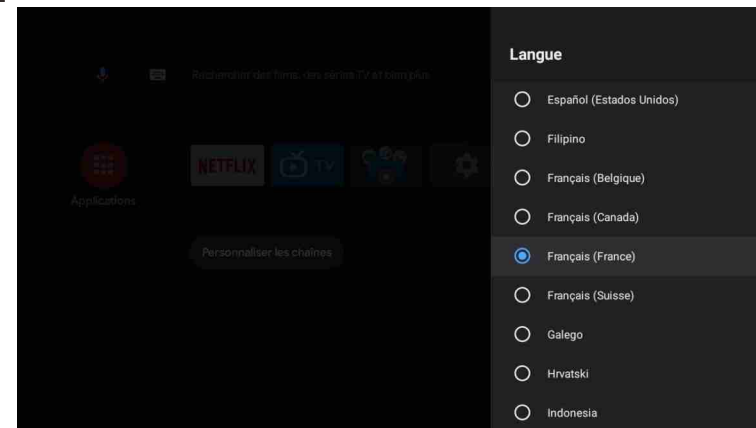 Langue
Rechercher des films, des séries TV et bien plus
Español (Estados Unidos)
Filipino
NETFLIX
TV
Français (Belgique)
Applications
Français (Canada)
Personnaliser les chaînes
Français (France)
Français (Suisse)
Galego
Hrvatski
Indonesia